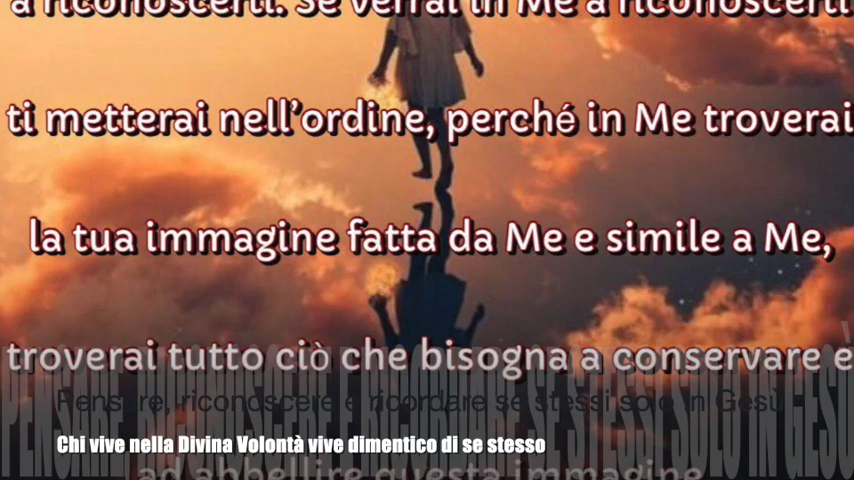 a riconoscerti. Se verrai in Me a riconoscerti
ti metterai nell'ordine, perché in Me troverai
la tua immagine fatta da Me e simile a Me,
troverai tutto ciò che bisogna a conservare e
PENSARE, RICONOSCERE E RICORDARE SE STESSI SOLO IN GESÙ
Pensare, riconoscere e ricordare se stessi solo in Gesù
Chi vive nella Divina Volontà vive dimentico di se stesso
ad abbellire questa immagine